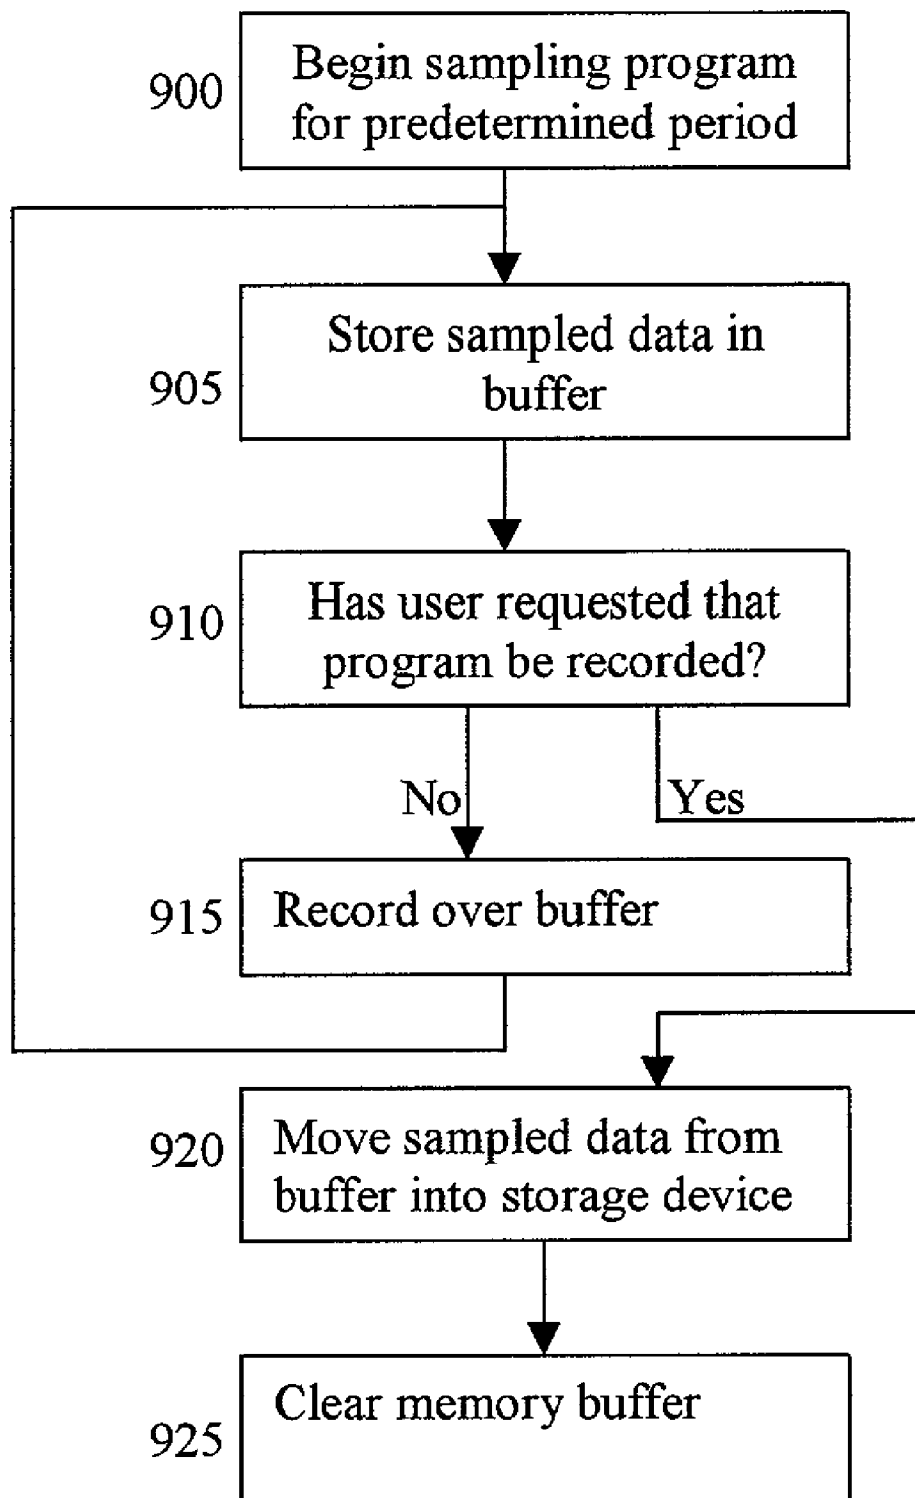 900
Begin sampling program
for predetermined period
905
Store sampled data in
buffer
910
Has user requested that
program be recorded?
No
Yes
915
Record over buffer
920
Move sampled data from
buffer into storage device
925
Clear memory buffer